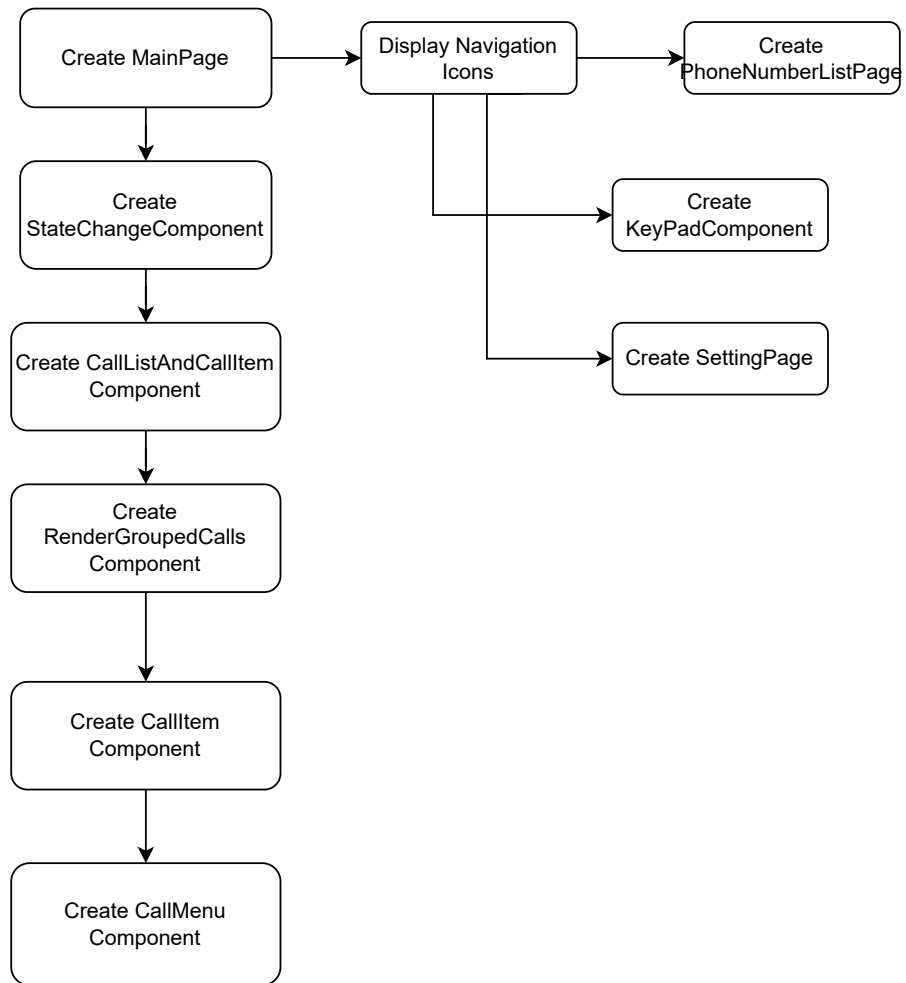 Create MainPage
Display Navigation
Icons
Create
PhoneNumberListPage
Create
StateChangeComponent
Create
KeyPadComponent
Create CallListAndCallItem
Component
Create SettingPage
Create
RenderGroupedCalls
Component
Create CallItem
Component
Create CallMenu
Component